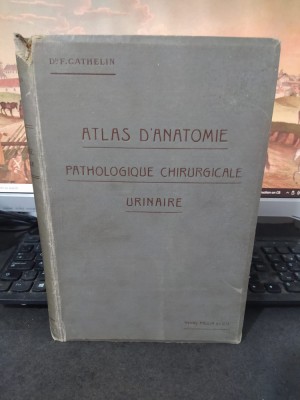 Dr F. CATHELIN
ATLAS D'ANATOMIE
PATHOLOGIQUE CHIRURGICALE
URINAIRE